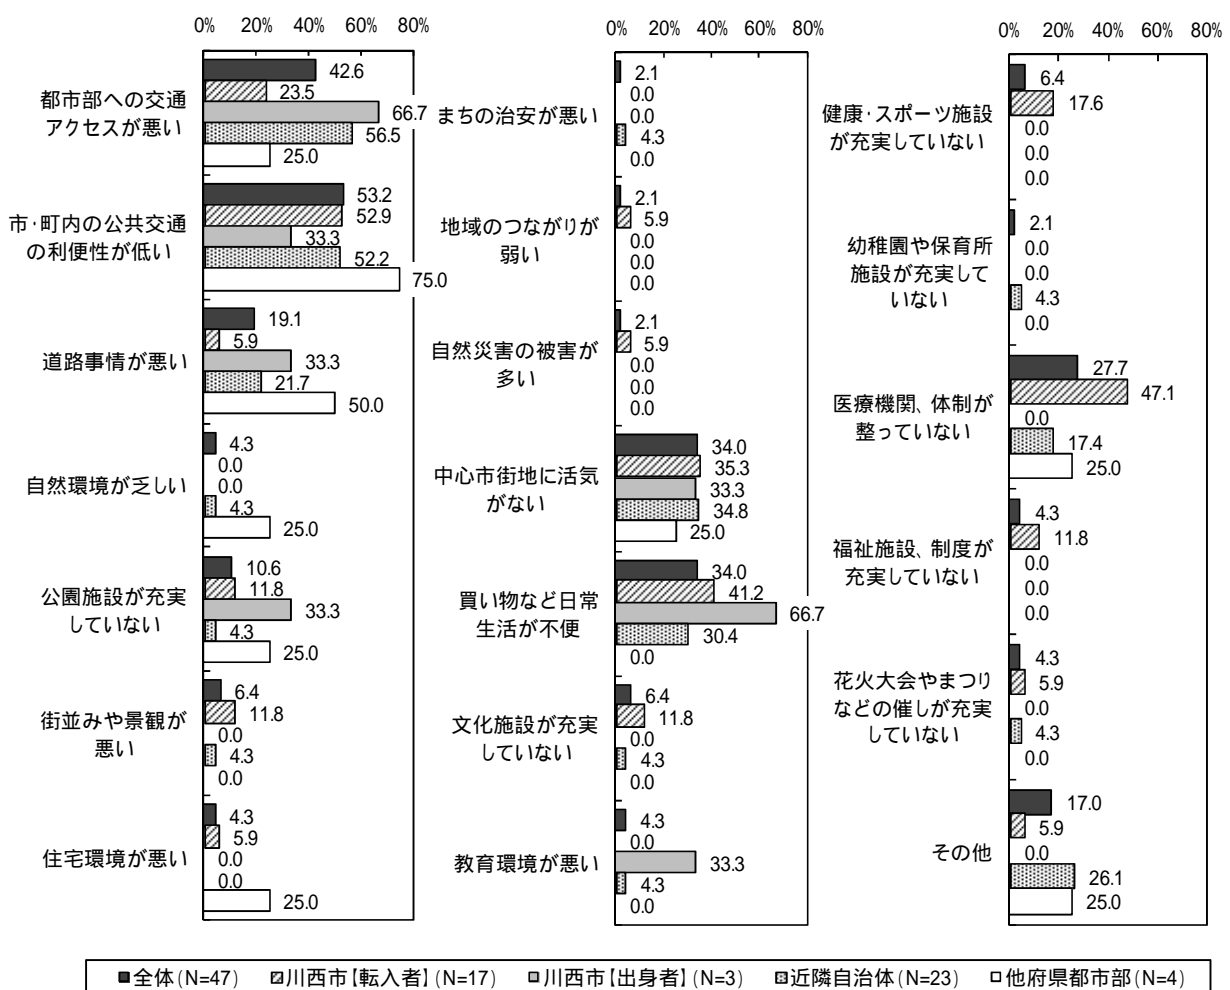 0% 20% 40% 60% 80%
都市部への交通
アクセスが悪い
42.6
23.5
66.7
56.5
25.0
市・町内の公共交通
の利便性が低い
53.2
52.9
33.3
52.2
75.0
道路事情が悪い
19.1
5.9
33.3
21.7
50.0
自然環境が乏しい
4.3
0.0
0.0
4.3
25.0
公園施設が充実
していない
10.6
11.8
33.3
4.3
25.0
街並みや景観が
悪い
6.4
11.8
0.0
4.3
0.0
住宅環境が悪い
4.3
5.9
0.0
0.0
25.0
0% 20% 40% 60% 80%
まちの治安が悪い
2.1
0.0
0.0
4.3
0.0
地域のつながりが
弱い
2.1
5.9
0.0
0.0
0.0
自然災害の被害が
多い
2.1
5.9
0.0
0.0
0.0
中心市街地に活気
がない
34.0
35.3
33.3
34.8
25.0
買い物など日常
生活が不便
34.0
41.2
66.7
30.4
0.0
文化施設が充実
していない
6.4
11.8
0.0
4.3
0.0
教育環境が悪い
4.3
0.0
33.3
4.3
0.0
0% 20% 40% 60% 80%
健康・スポーツ施設
が充実していない
6.4
17.6
0.0
0.0
0.0
幼稚園や保育所
施設が充実して
いない
2.1
0.0
0.0
4.3
0.0
医療機関、体制が
整っていない
27.7
47.1
0.0
17.4
25.0
福祉施設、制度が
充実していない
4.3
11.8
0.0
0.0
0.0
花火大会やまつり
などの催しが充実
していない
4.3
5.9
0.0
4.3
0.0
その他
17.0
5.9
0.0
26.1
25.0
全体(N=47) 川西市【転入者】(N=17) 川西市【出身者】(N=3) 近隣自治体(N=23) 他府県都市部(N=4)